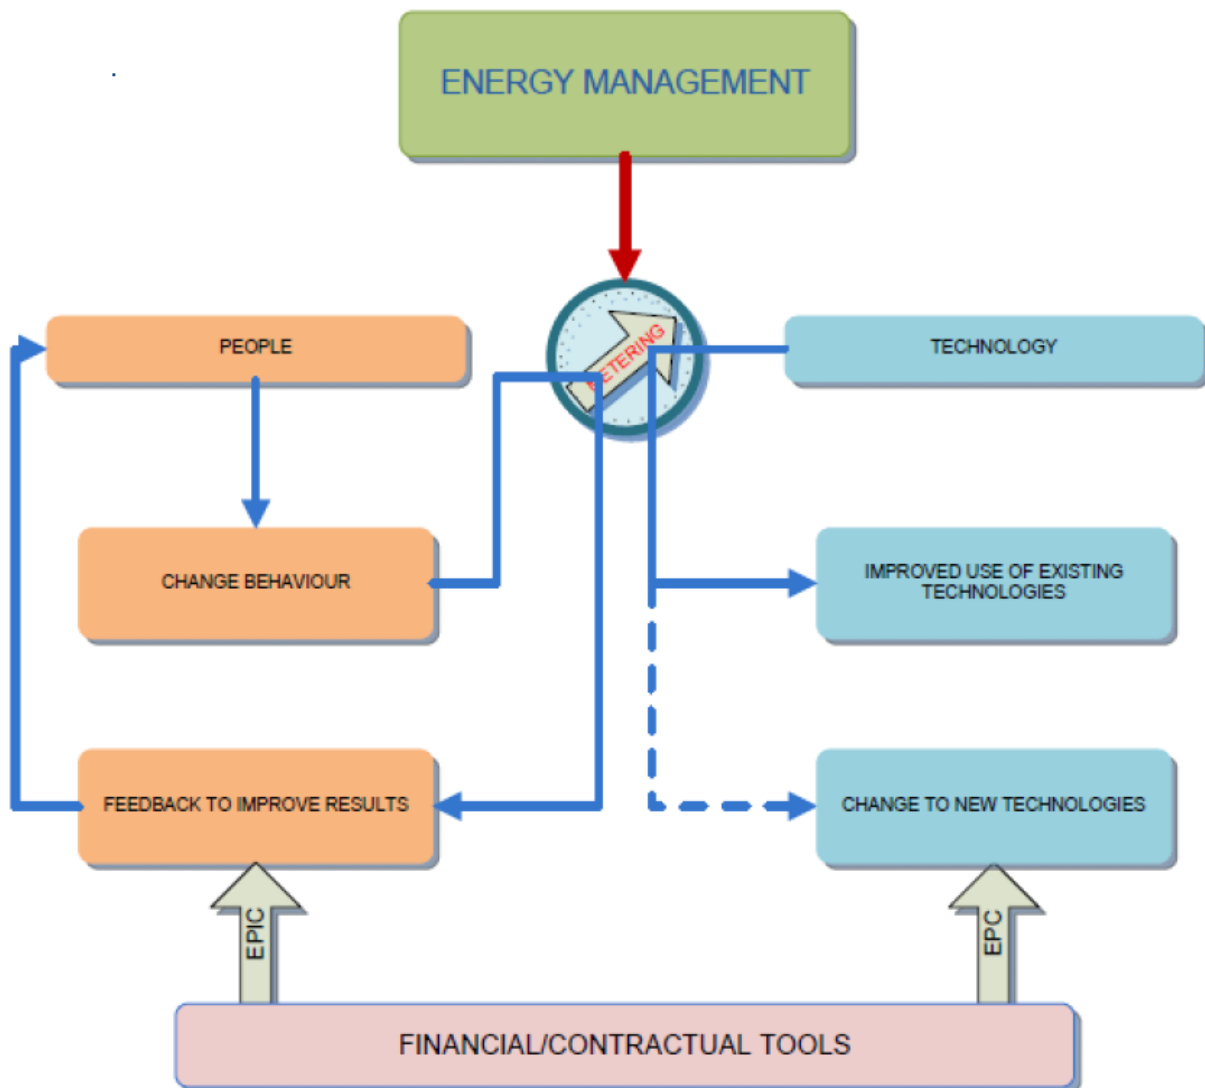 ENERGY MANAGEMENT
METERING
PEOPLE
TECHNOLOGY
CHANGE BEHAVIOUR
IMPROVED USE OF EXISTING
TECHNOLOGIES
FEEDBACK TO IMPROVE RESULTS
CHANGE TO NEW TECHNOLOGIES
EPIC
EPC
FINANCIAL/CONTRACTUAL TOOLS